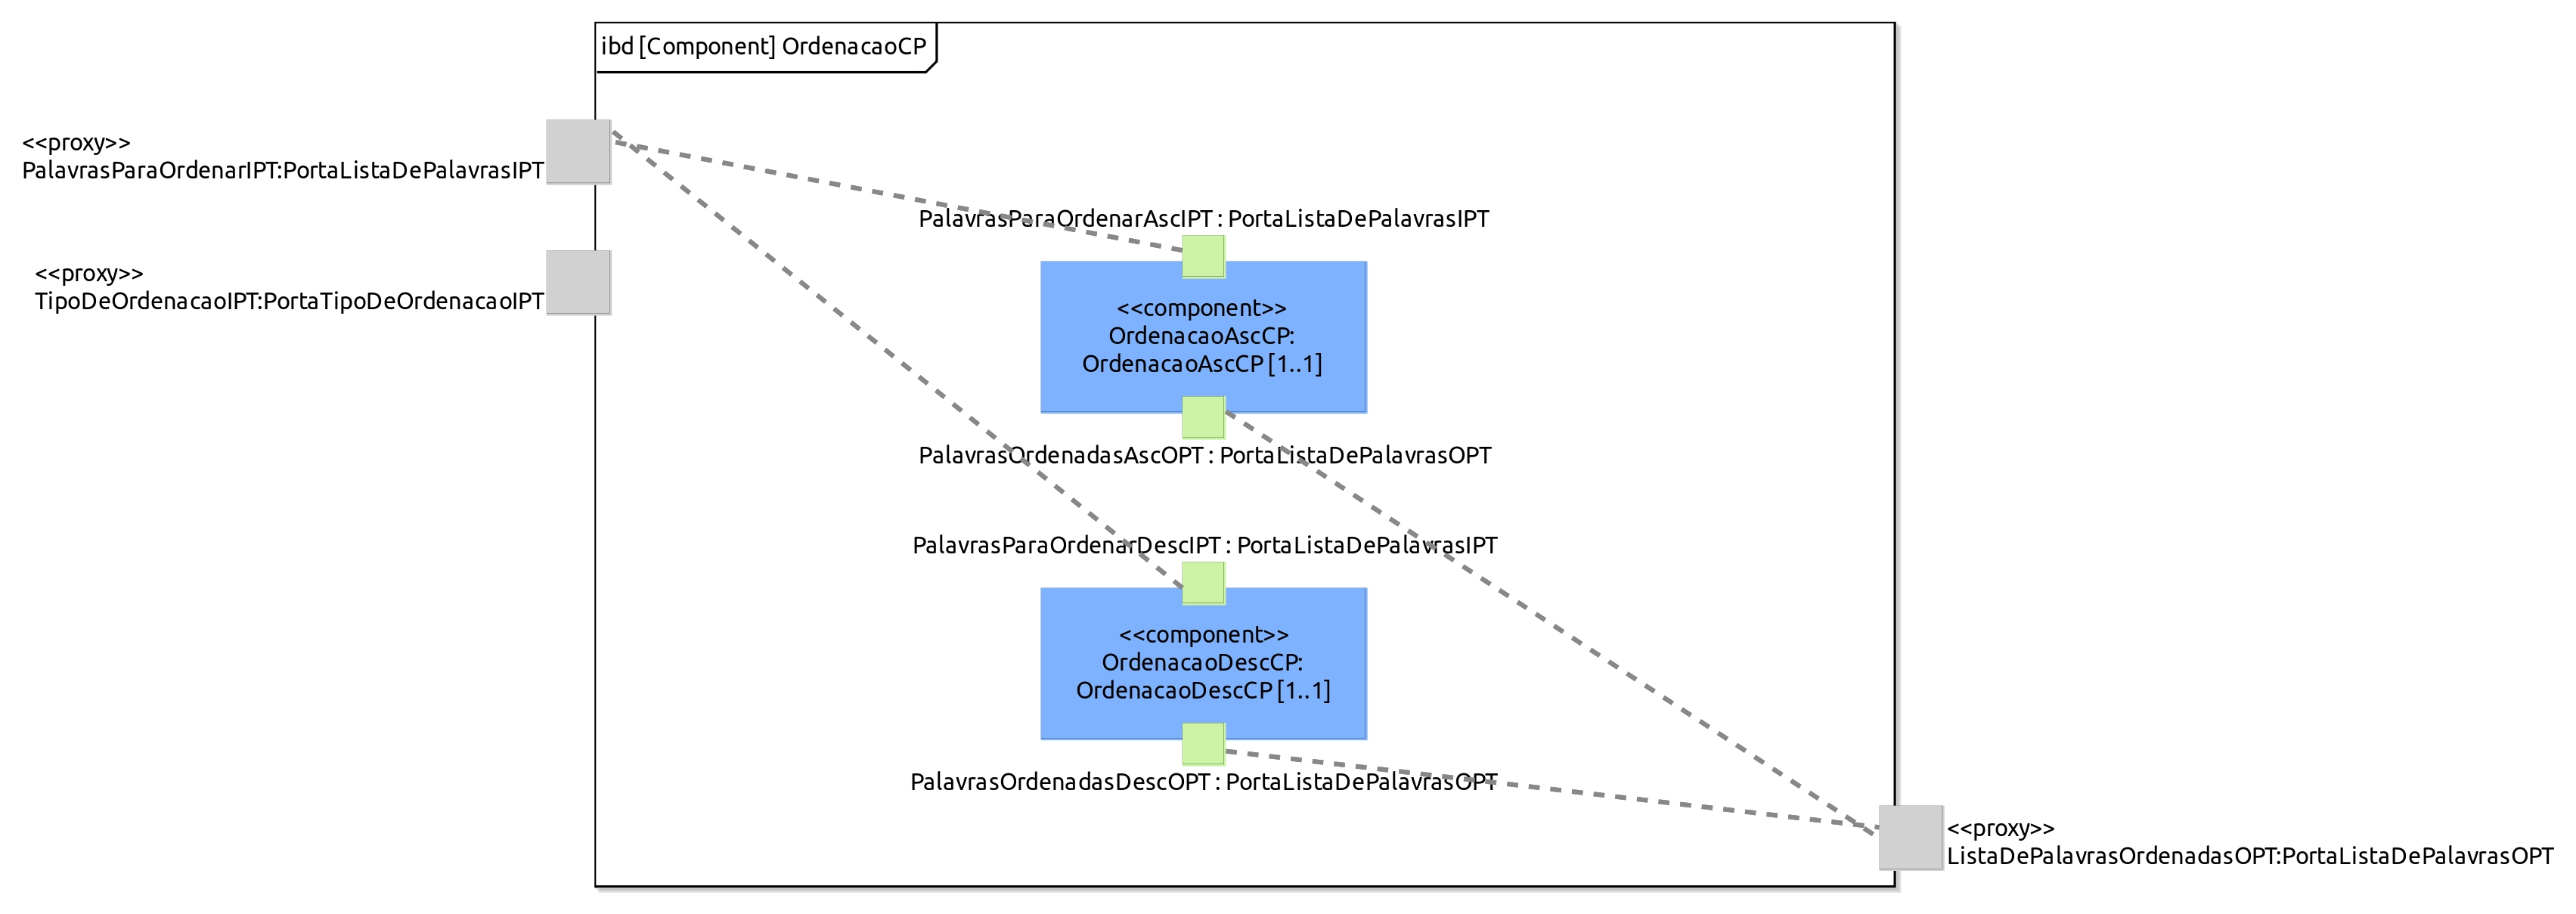 ibd [Component] OrdenacaoCP
<<proxy>>
PalavrasParaOrdenarIPT:PortaListaDePalavrasIPT
<<proxy>>
TipoDeOrdenacaoIPT:PortaTipoDeOrdenacaoIPT
PalavrasParaOrdenarAscIPT : PortaListaDePalavrasIPT
<<component>>
OrdenacaoAscCP:
OrdenacaoAscCP [1..1]
PalavrasOrdenadasAscOPT : PortaListaDePalavrasOPT
PalavrasParaOrdenarDescIPT : PortaListaDePalavrasIPT
<<component>>
OrdenacaoDescCP:
OrdenacaoDescCP [1..1]
PalavrasOrdenadasDescOPT : PortaListaDePalavrasOPT
<<proxy>>
ListaDePalavrasOrdenadasOPT:PortaListaDePalavrasOPT